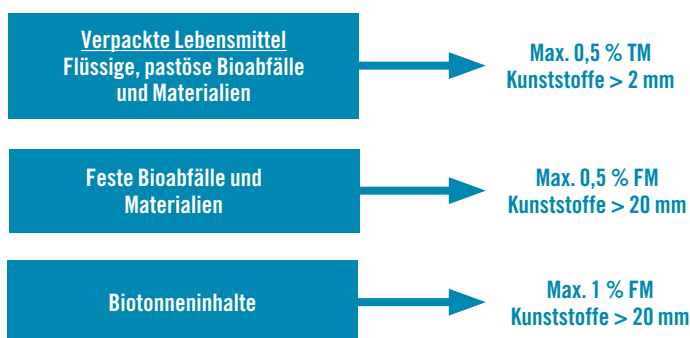 Verpackte Lebensmittel
Flüssige, pastöse Bioabfälle
und Materialien
Max. 0,5 % TM
Kunststoffe > 2 mm
Feste Bioabfälle und
Materialien
Max. 0,5 % FM
Kunststoffe > 20 mm
Biotonneninhalte
Max. 1 % FM
Kunststoffe > 20 mm